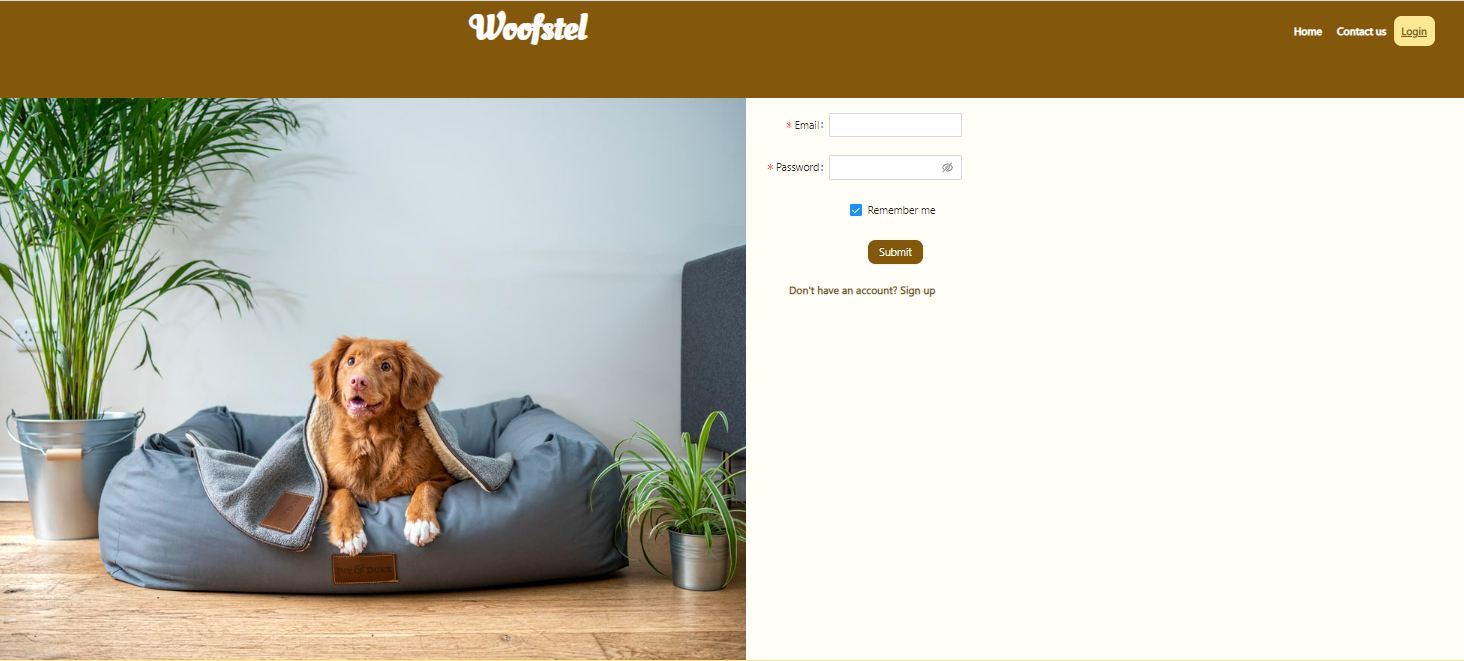 Woofstel
Home Contact us Login
* Email:
* Password:
Remember me
Submit
Don't have an account? Sign up